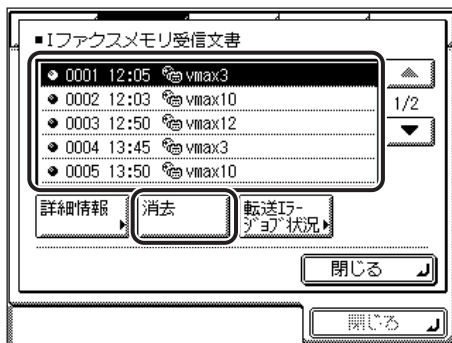 ■Iファクスメモリ受信文書
0001 12:05 vmax3
0002 12:03 vmax10
1/2
0003 12:50 vmax12
0004 13:45 vmax3
0005 13:50 vmax10
詳細情報 消去 転送エラー
ジョブ状況
閉じる
閉じる